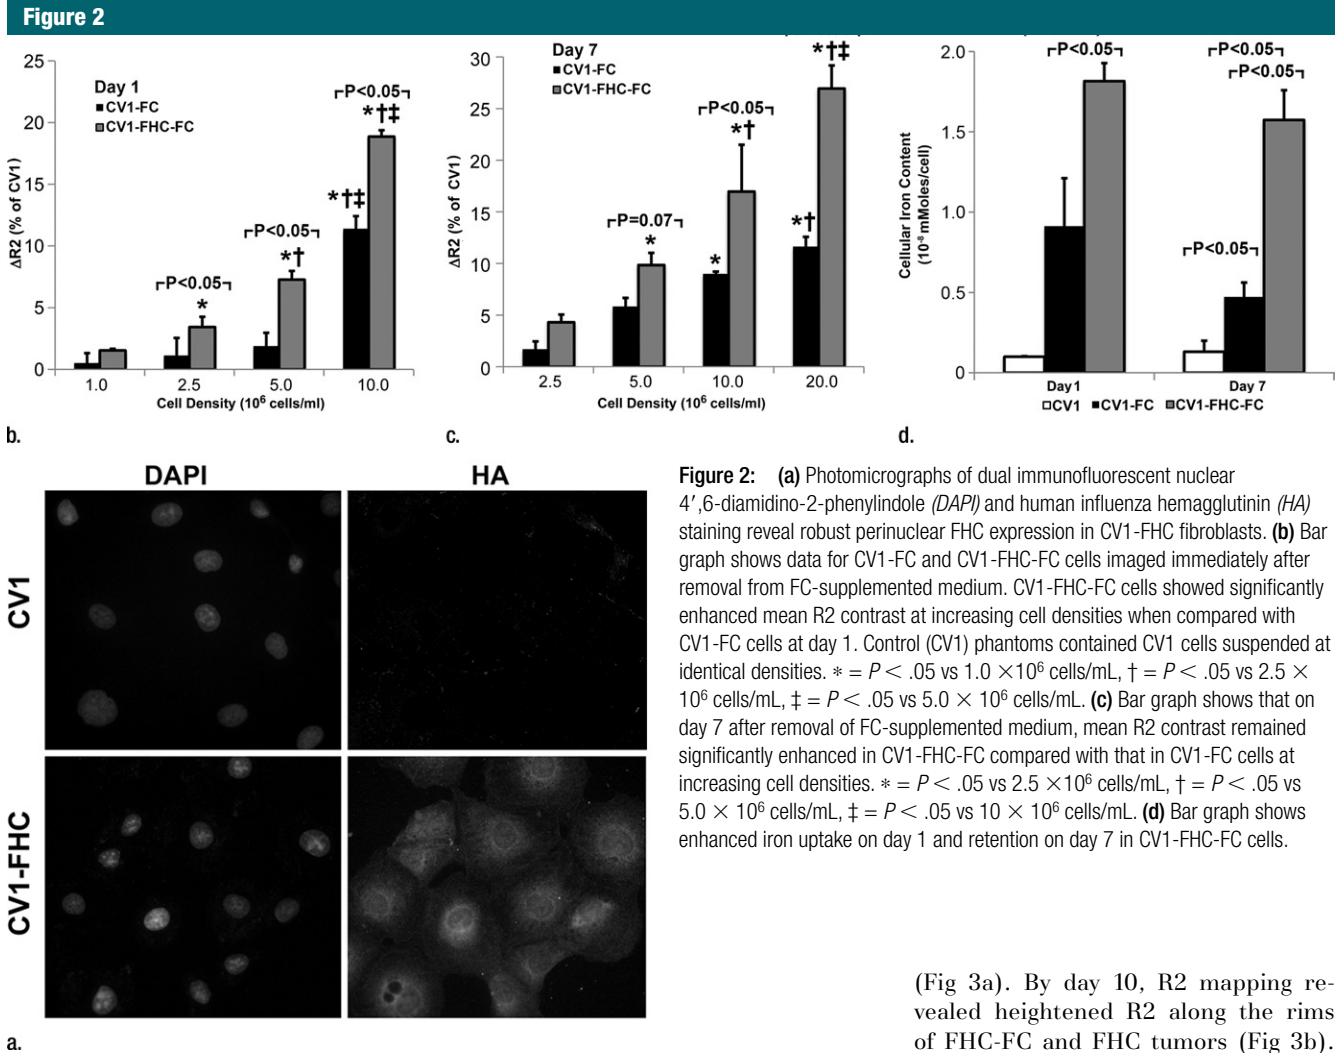 Figure 2
25
20
15
10
5
0
ΔR2 (% of CV1)
Day 1
■CV1-FC
■CV1-FHC-FC
┌P<0.05┐
*†‡
*†‡
┌P<0.05┐
*†
┌P<0.05┐
*
1.0 2.5 5.0 10.0
Cell Density (10⁶ cells/ml)
b.
30
25
20
15
10
5
0
ΔR2 (% of CV1)
Day 7
■CV1-FC
■CV1-FHC-FC
*†‡
┌P<0.05┐
*†
┌P=0.07┐
*
*
*†
2.5 5.0 10.0 20.0
Cell Density (10⁶ cells/ml)
c.
2.0
1.5
1.0
0.5
0
Cellular Iron Content
(10⁻⁸ mMoles/cell)
┌P<0.05┐
┌P<0.05┐
┌P<0.05┐
┌P<0.05┐
Day1 Day 7
□CV1 ■CV1-FC ■CV1-FHC-FC
d.
DAPI HA
CV1
CV1-FHC
a.
Figure 2: (a) Photomicrographs of dual immunofluorescent nuclear
4′,6-diamidino-2-phenylindole (DAPI) and human influenza hemagglutinin (HA)
staining reveal robust perinuclear FHC expression in CV1-FHC fibroblasts. (b) Bar
graph shows data for CV1-FC and CV1-FHC-FC cells imaged immediately after
removal from FC-supplemented medium. CV1-FHC-FC cells showed significantly
enhanced mean R2 contrast at increasing cell densities when compared with
CV1-FC cells at day 1. Control (CV1) phantoms contained CV1 cells suspended at
identical densities. * = P < .05 vs 1.0 ×10⁶ cells/mL, † = P < .05 vs 2.5 ×
10⁶ cells/mL, ‡ = P < .05 vs 5.0 × 10⁶ cells/mL. (c) Bar graph shows that on
day 7 after removal of FC-supplemented medium, mean R2 contrast remained
significantly enhanced in CV1-FHC-FC compared with that in CV1-FC cells at
increasing cell densities. * = P < .05 vs 2.5 ×10⁶ cells/mL, † = P < .05 vs
5.0 × 10⁶ cells/mL, ‡ = P < .05 vs 10 × 10⁶ cells/mL. (d) Bar graph shows
enhanced iron uptake on day 1 and retention on day 7 in CV1-FHC-FC cells.
(Fig 3a). By day 10, R2 mapping re-
vealed heightened R2 along the rims
of FHC-FC and FHC tumors (Fig 3b).